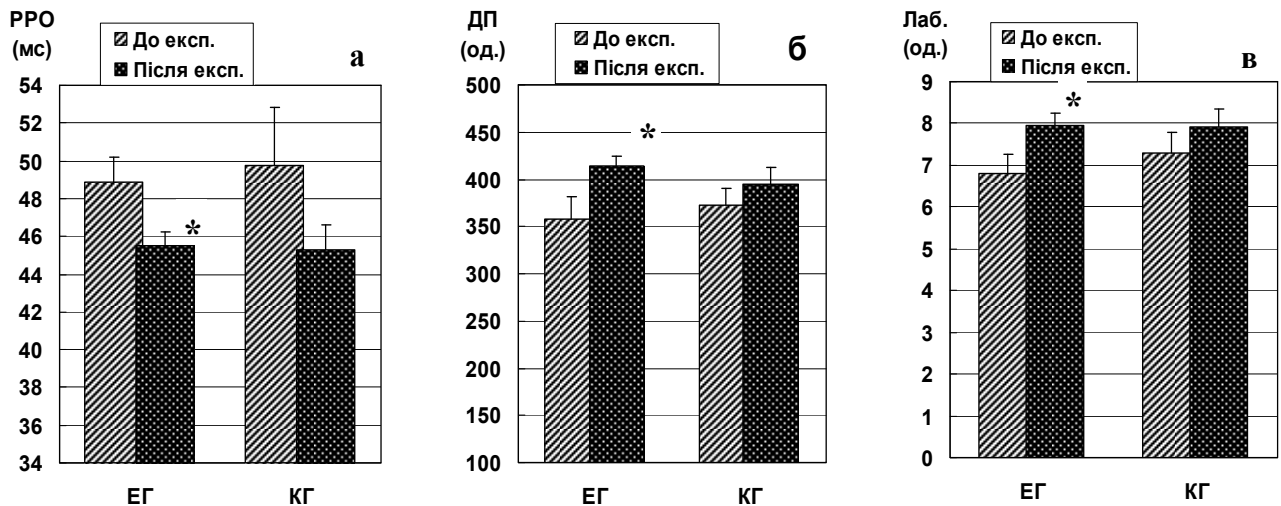 РРО
(мс)
До експ.
Після експ.
а
54
52
50
48
46
44
42
40
38
36
34
*
ЕГ
КГ
ДП
(од.)
До експ.
Після експ.
б
500
450
400
350
300
250
200
150
100
*
ЕГ
КГ
Лаб.
(од.)
До експ.
Після експ.
в
9
8
7
6
5
4
3
2
1
0
*
ЕГ
КГ